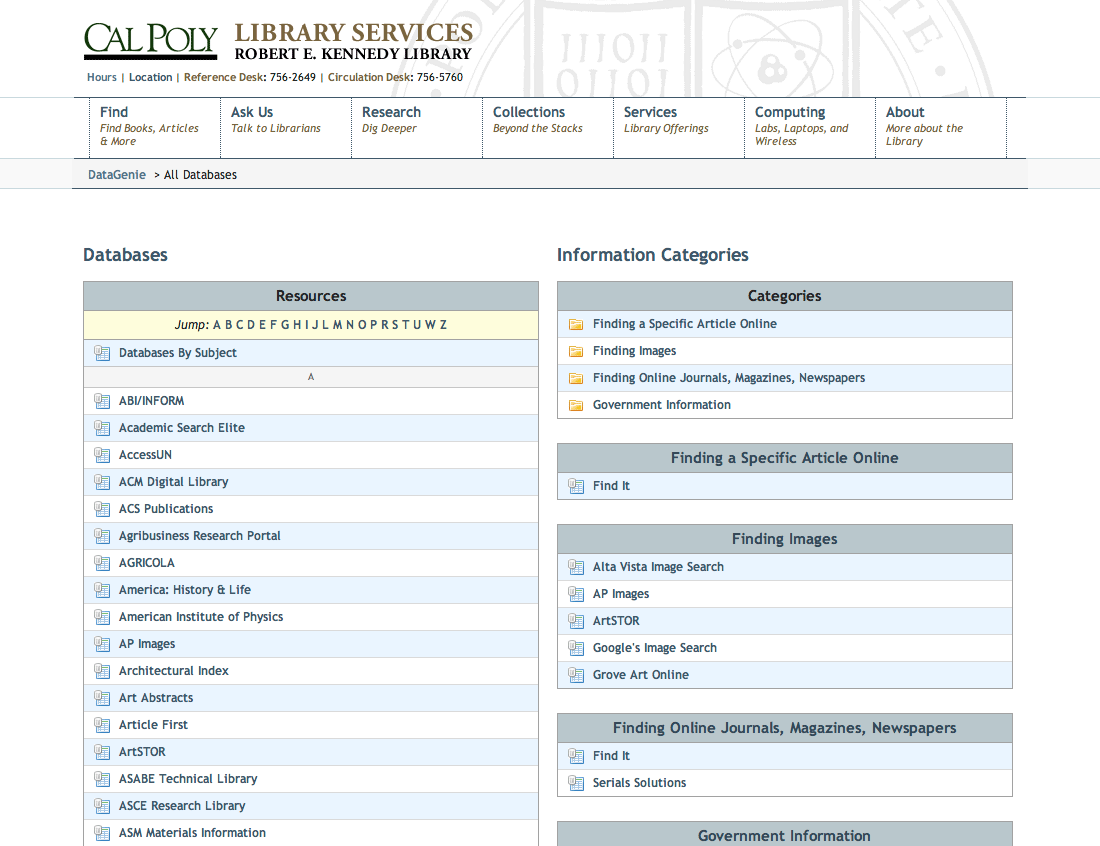 CAL POLY
LIBRARY SERVICES
ROBERT E. KENNEDY LIBRARY
Hours | Location | Reference Desk: 756-2649 | Circulation Desk: 756-5760
Find
Find Books, Articles
& More
Ask Us
Talk to Librarians
Research
Dig Deeper
Collections
Beyond the Stacks
Services
Library Offerings
Computing
Labs, Laptops, and
Wireless
About
More about the
Library
DataGenie > All Databases
Databases
Resources
Jump: A B C D E F G H I J L M N O P R S T U W Z
Databases By Subject
A
ABI/INFORM
Academic Search Elite
AccessUN
ACM Digital Library
ACS Publications
Agribusiness Research Portal
AGRICOLA
America: History & Life
American Institute of Physics
AP Images
Architectural Index
Art Abstracts
Article First
ArtSTOR
ASABE Technical Library
ASCE Research Library
ASM Materials Information
Information Categories
Categories
Finding a Specific Article Online
Finding Images
Finding Online Journals, Magazines, Newspapers
Government Information
Finding a Specific Article Online
Find It
Finding Images
Alta Vista Image Search
AP Images
ArtSTOR
Google's Image Search
Grove Art Online
Finding Online Journals, Magazines, Newspapers
Find It
Serials Solutions
Government Information